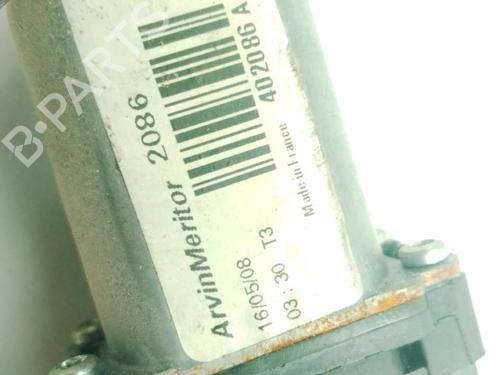 B-PARTS
ArvinMeritor 2086
402086 A
16/05/08
03:30 T3
Made in France